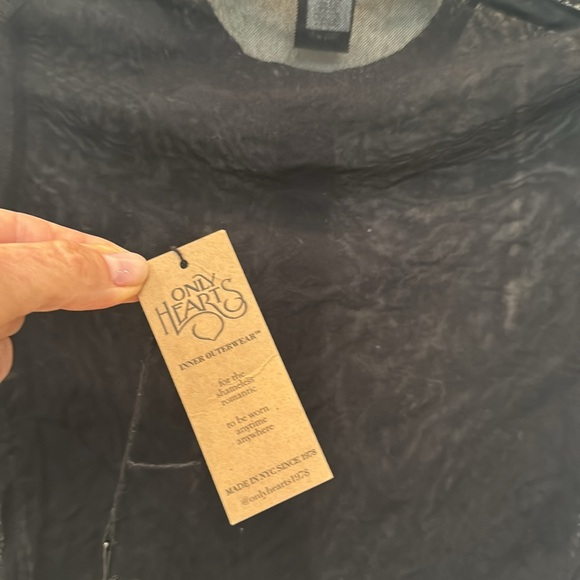 ONLY
HEARTS
INNER OUTERWEAR™
for the
shameless
romantic
to be worn
anytime
anywhere
MADE IN NYC SINCE 1978
@onlyhearts1978